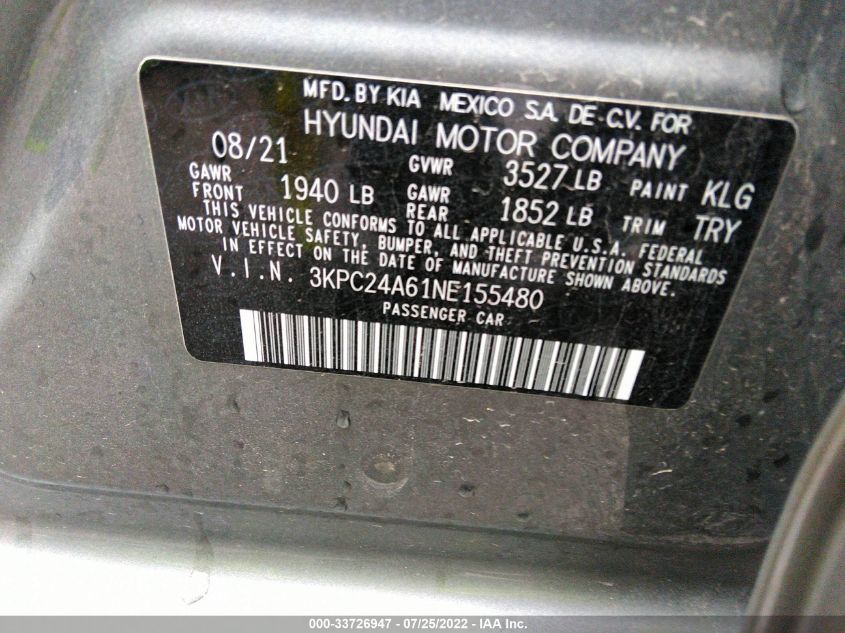 MFD. BY KIA MEXICO S.A. DE C.V. FOR
HYUNDAI MOTOR COMPANY
08/21 GVWR 3527 LB PAINT KLG
GAWR FRONT 1940 LB GAWR REAR 1852 LB TRIM TRY
THIS VEHICLE CONFORMS TO ALL APPLICABLE U.S.A. FEDERAL
MOTOR VEHICLE SAFETY, BUMPER, AND THEFT PREVENTION STANDARDS
IN EFFECT ON THE DATE OF MANUFACTURE SHOWN ABOVE.
V.I.N. 3KPC24A61NE155480
PASSENGER CAR
000-33726947 - 07/25/2022 - IAA Inc.